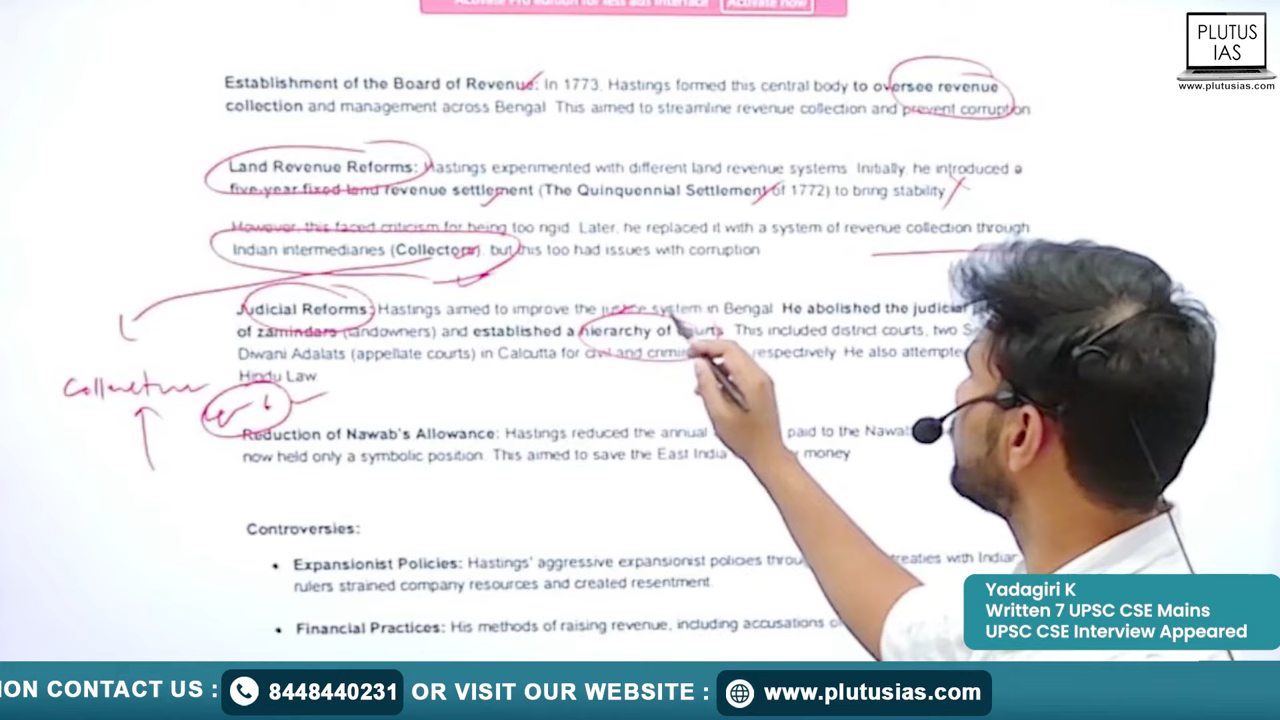 Activate Pro edition for less ads interface Activate now
PLUTUS
IAS
www.plutusias.com
Establishment of the Board of Revenue: In 1773. Hastings formed this central body to oversee revenue
collection and management across Bengal. This aimed to streamline revenue collection and prevent corruption
Land Revenue Reforms: Hastings experimented with different land revenue systems. Initially, he introduced a
five-year fixed land revenue settlement (The Quinquennial Settlement of 1772) to bring stability
However, this faced criticism for being too rigid. Later, he replaced it with a system of revenue collection through
Indian intermediaries (Collectors), but this too had issues with corruption
Judicial Reforms: Hastings aimed to improve the justice system in Bengal. He abolished the judicial
of zamindars (landowners) and established a hierarchy of courts. This included district courts, two
Diwani Adalats (appellate courts) in Calcutta for civil and respectively. He also
Hindu Law
Reduction of Nawab's Allowance: Hastings reduced the annual paid to the
now held only a symbolic position. This aimed to save the East India money
Controversies:
• Expansionist Policies: Hastings' aggressive expansionist policies treaties with Indian
rulers strained company resources and created resentment
• Financial Practices: His methods of raising revenue, including accusations
Yadagiri K
Written 7 UPSC CSE Mains
UPSC CSE Interview Appeared
ION CONTACT US : 8448440231 OR VISIT OUR WEBSITE : www.plutusias.com